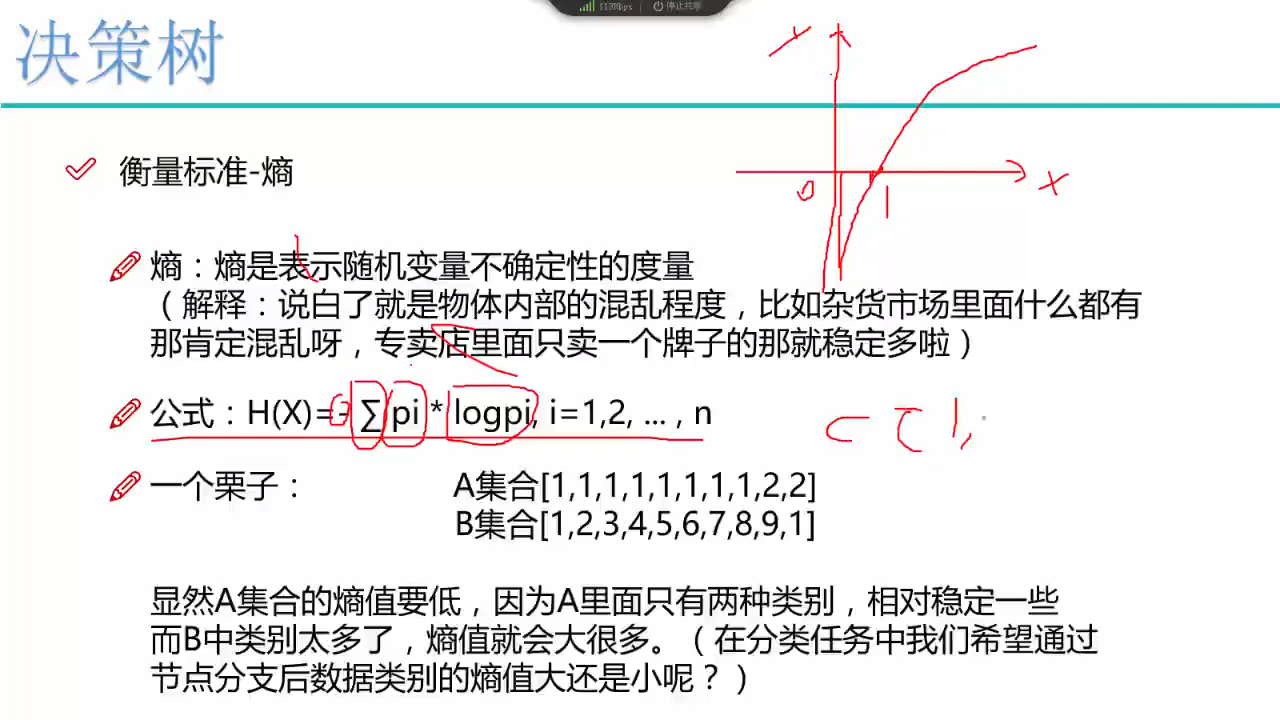 停止共享
决策树
y
衡量标准-熵
0
1
x
熵：熵是表示随机变量不确定性的度量
（解释：说白了就是物体内部的混乱程度，比如杂货市场里面什么都有
那肯定混乱呀，专卖店里面只卖一个牌子的那就稳定多啦）
公式：H(X)=- ∑ pi * logpi, i=1,2, ... , n
一个栗子：
A集合[1,1,1,1,1,1,1,1,2,2]
B集合[1,2,3,4,5,6,7,8,9,1]
显然A集合的熵值要低，因为A里面只有两种类别，相对稳定一些
而B中类别太多了，熵值就会大很多。（在分类任务中我们希望通过
节点分支后数据类别的熵值大还是小呢？）